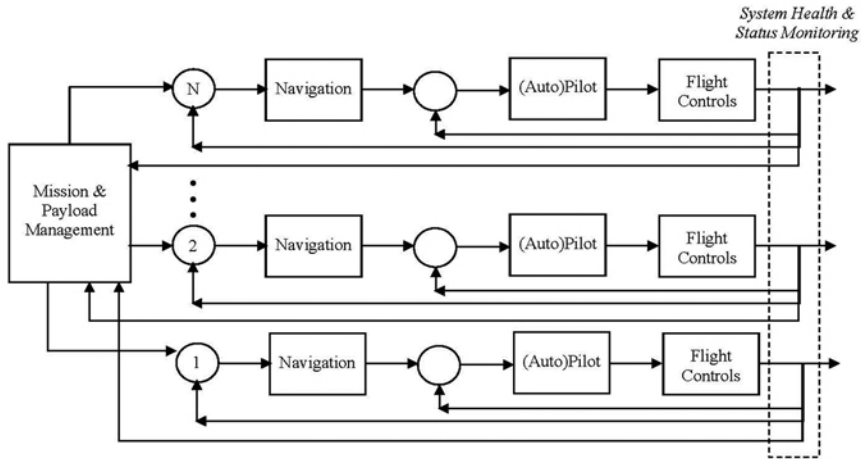 System Health &
Status Monitoring
N
Navigation
(Auto)Pilot
Flight
Controls
Mission &
Payload
Management
2
Navigation
(Auto)Pilot
Flight
Controls
1
Navigation
(Auto)Pilot
Flight
Controls